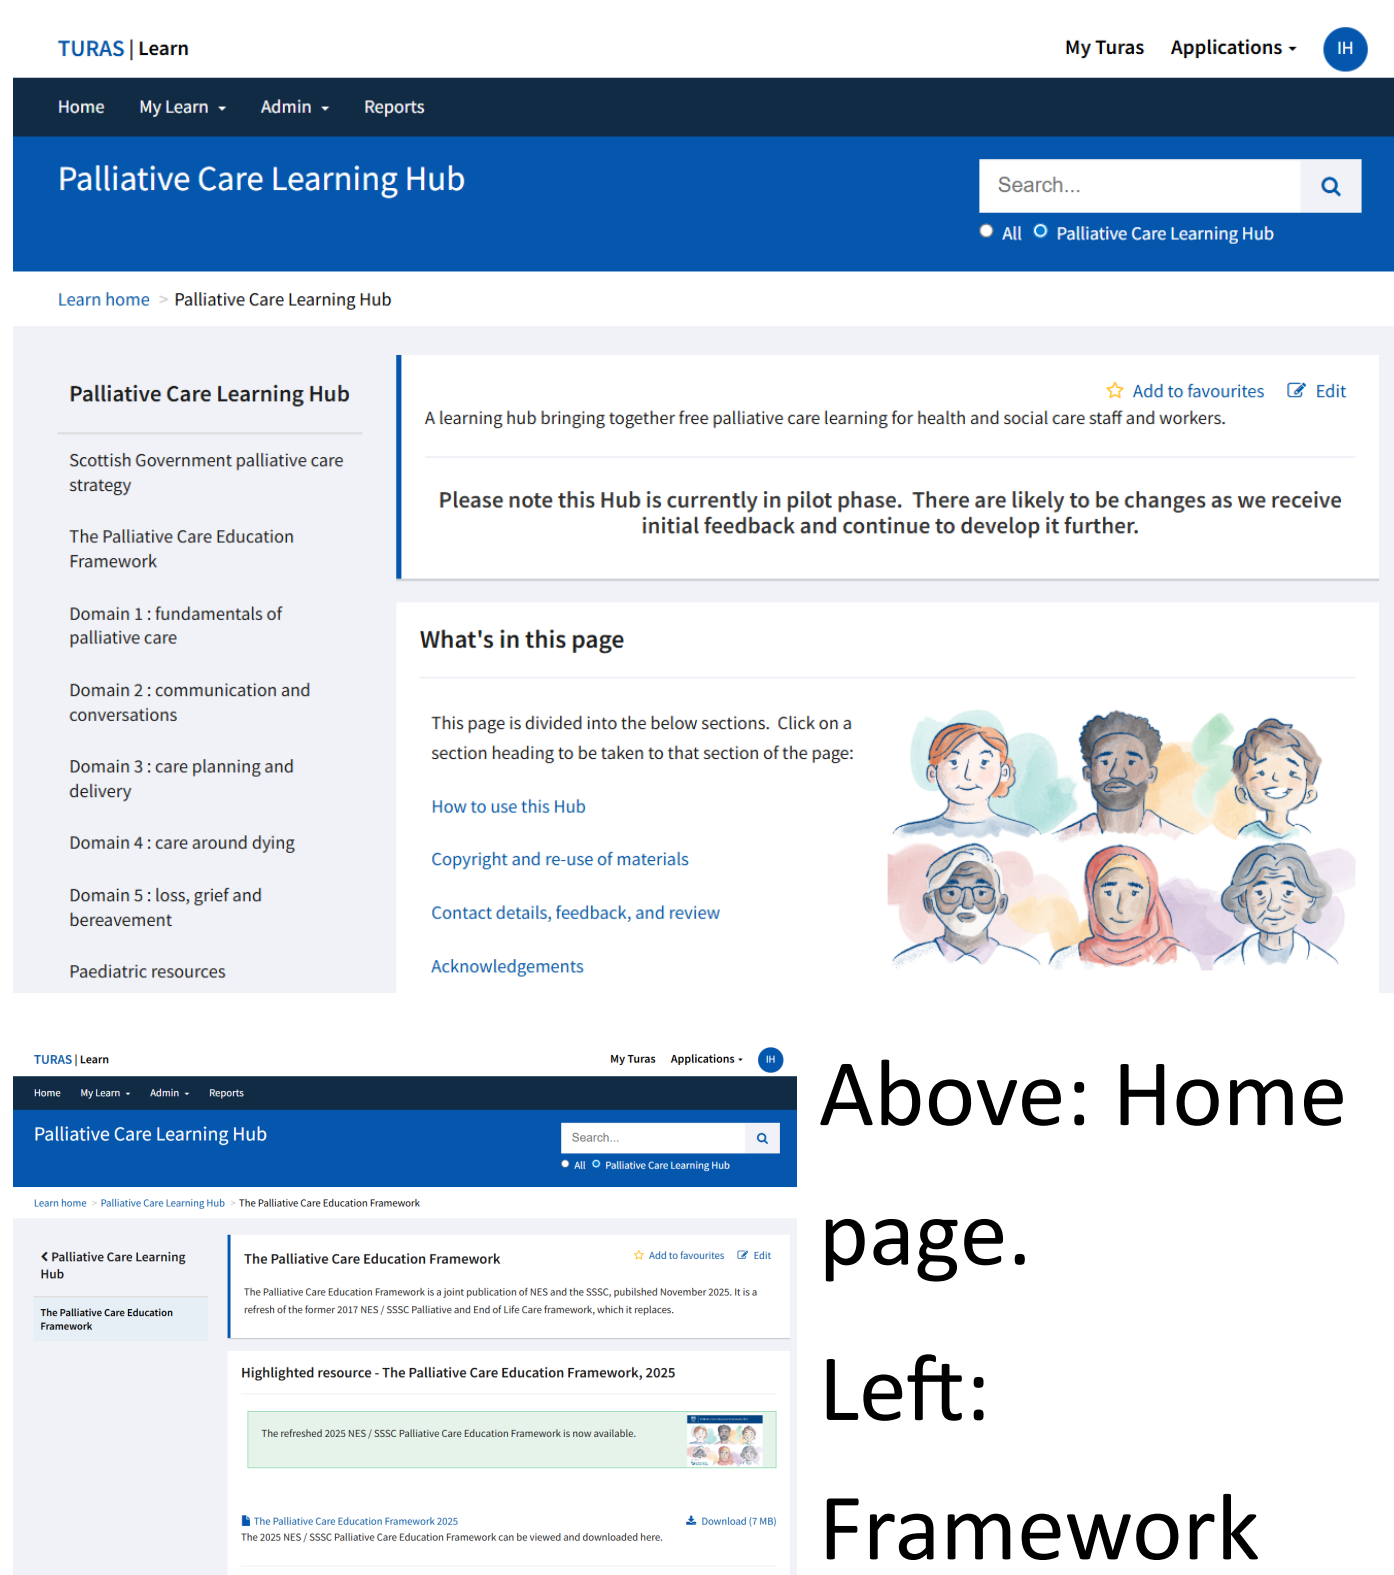 TURAS | Learn
My Turas Applications IH
Home My Learn Admin Reports
Palliative Care Learning Hub
Search...
All Palliative Care Learning Hub
Learn home > Palliative Care Learning Hub
Palliative Care Learning Hub
Scottish Government palliative care
strategy
The Palliative Care Education
Framework
Domain 1 : fundamentals of
palliative care
Domain 2 : communication and
conversations
Domain 3 : care planning and
delivery
Domain 4 : care around dying
Domain 5 : loss, grief and
bereavement
Paediatric resources
Add to favourites Edit
A learning hub bringing together free palliative care learning for health and social care staff and workers.
Please note this Hub is currently in pilot phase. There are likely to be changes as we receive
initial feedback and continue to develop it further.
What's in this page
This page is divided into the below sections. Click on a
section heading to be taken to that section of the page:
How to use this Hub
Copyright and re-use of materials
Contact details, feedback, and review
Acknowledgements
TURAS | Learn
My Turas Applications IH
Home My Learn Admin Reports
Palliative Care Learning Hub
Search...
All Palliative Care Learning Hub
Learn home > Palliative Care Learning Hub > The Palliative Care Education Framework
Palliative Care Learning
Hub
The Palliative Care Education
Framework
The Palliative Care Education Framework
Add to favourites Edit
The Palliative Care Education Framework is a joint publication of NES and the SSSC, pubilshed November 2025. It is a
refresh of the former 2017 NES / SSSC Palliative and End of Life Care framework, which it replaces.
Highlighted resource - The Palliative Care Education Framework, 2025
The refreshed 2025 NES / SSSC Palliative Care Education Framework is now available.
The Palliative Care Education Framework 2025
Download (7 MB)
The 2025 NES / SSSC Palliative Care Education Framework can be viewed and downloaded here.
Above: Home
page.
Left:
Framework